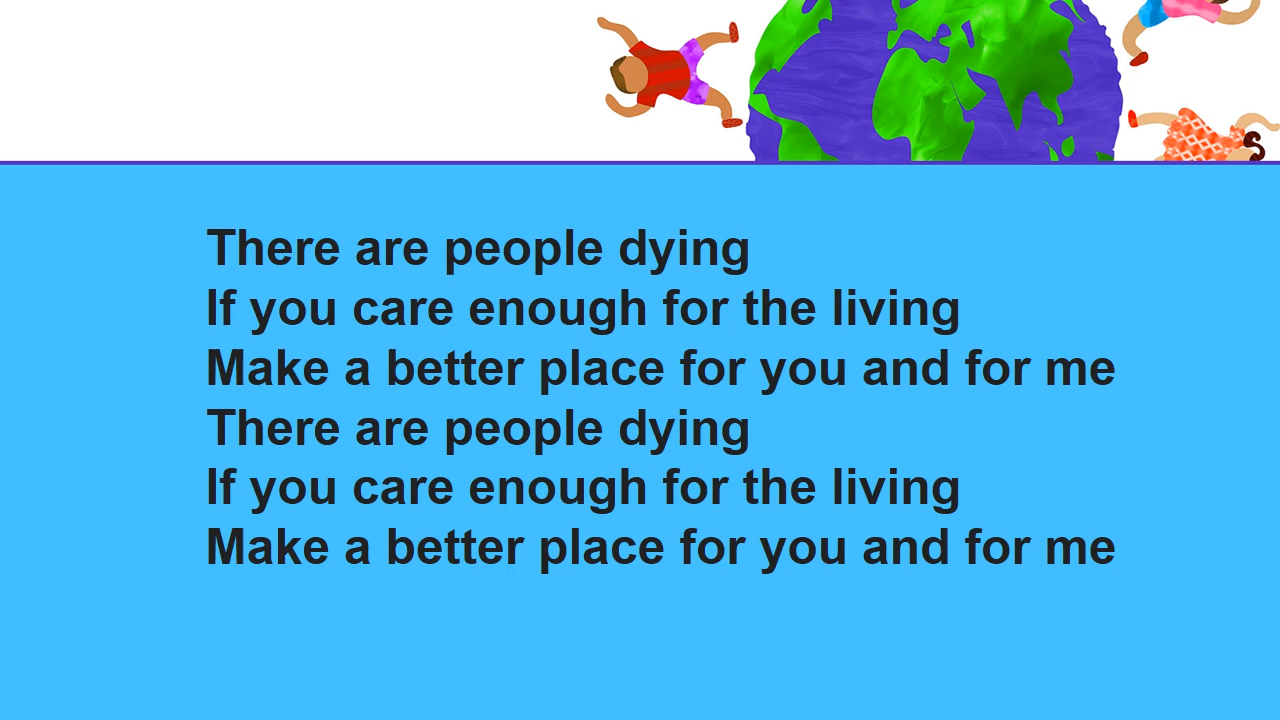 There are people dying
If you care enough for the living
Make a better place for you and for me
There are people dying
If you care enough for the living
Make a better place for you and for me